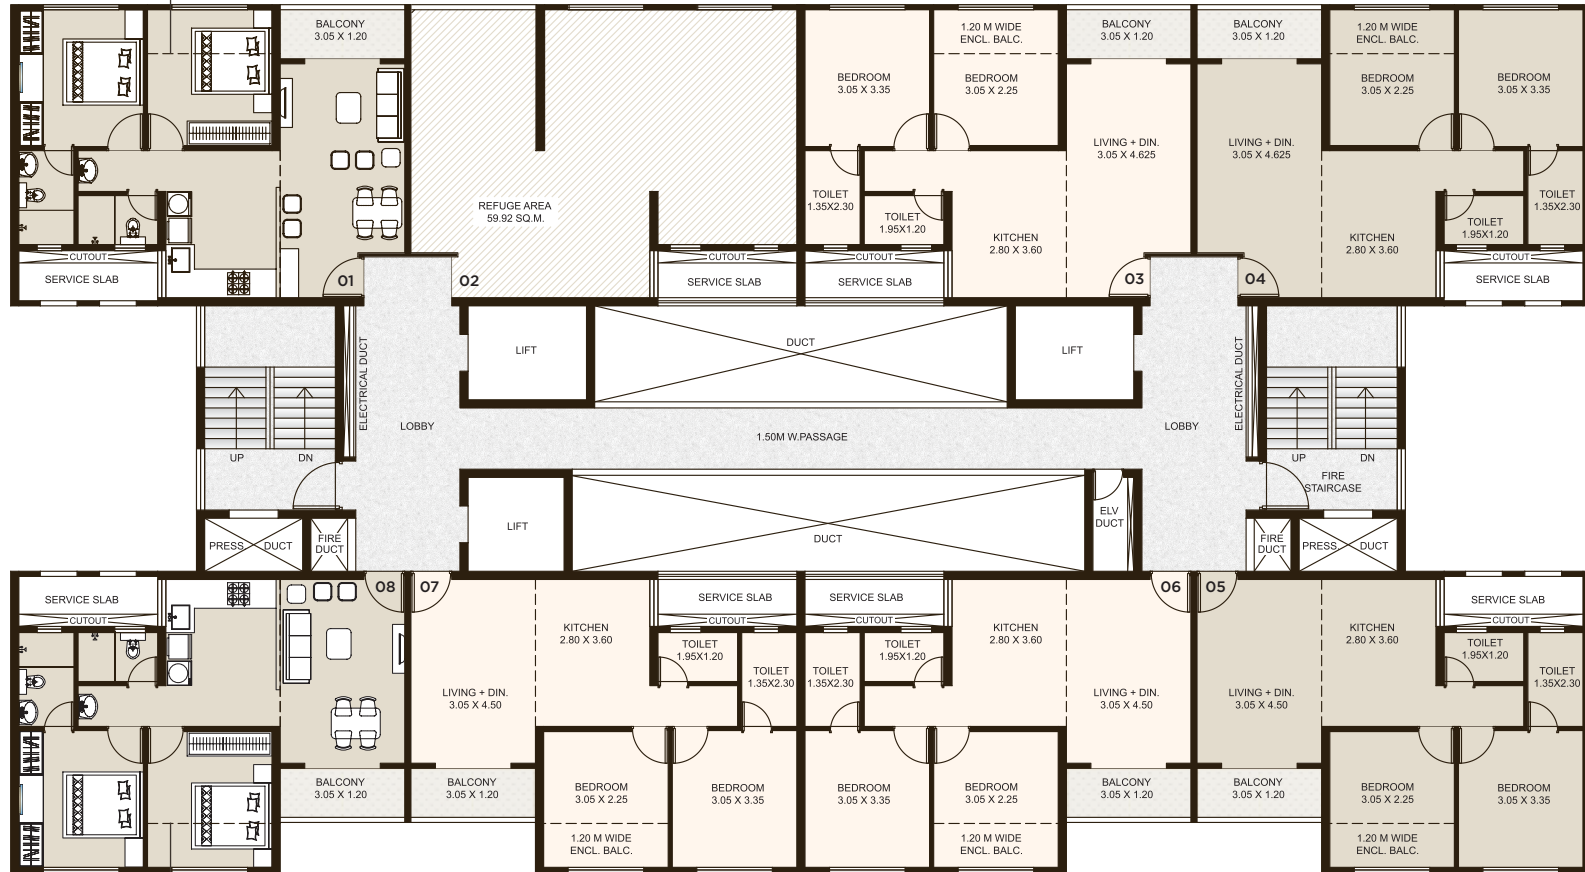 BALCONY
3.05 X 1.20
1.20 M WIDE
ENCL. BALC.
BALCONY
3.05 X 1.20
BALCONY
3.05 X 1.20
1.20 M WIDE
ENCL. BALC.
BEDROOM
3.05 X 3.35
BEDROOM
3.05 X 2.25
BEDROOM
3.05 X 2.25
BEDROOM
3.05 X 3.35
LIVING + DIN.
3.05 X 4.625
LIVING + DIN.
3.05 X 4.625
REFUGE AREA
59.92 SQ.M.
TOILET
1.35X2.30
TOILET
1.95X1.20
KITCHEN
2.80 X 3.60
KITCHEN
2.80 X 3.60
TOILET
1.95X1.20
TOILET
1.35X2.30
CUTOUT
SERVICE SLAB
01
02
CUTOUT
SERVICE SLAB
CUTOUT
SERVICE SLAB
03
04
CUTOUT
SERVICE SLAB
ELECTRICAL DUCT
LIFT
DUCT
LIFT
ELECTRICAL DUCT
LOBBY
1.50M W.PASSAGE
LOBBY
UP
DN
UP
DN
FIRE
STAIRCASE
PRESS. DUCT
FIRE
DUCT
LIFT
DUCT
ELV
DUCT
FIRE
DUCT
PRESS. DUCT
SERVICE SLAB
CUTOUT
08
07
SERVICE SLAB
CUTOUT
SERVICE SLAB
CUTOUT
06
05
SERVICE SLAB
CUTOUT
KITCHEN
2.80 X 3.60
TOILET
1.95X1.20
TOILET
1.35X2.30
TOILET
1.35X2.30
TOILET
1.95X1.20
KITCHEN
2.80 X 3.60
KITCHEN
2.80 X 3.60
TOILET
1.95X1.20
TOILET
1.35X2.30
LIVING + DIN.
3.05 X 4.50
LIVING + DIN.
3.05 X 4.50
LIVING + DIN.
3.05 X 4.50
BALCONY
3.05 X 1.20
BALCONY
3.05 X 1.20
BEDROOM
3.05 X 2.25
BEDROOM
3.05 X 3.35
BEDROOM
3.05 X 3.35
BEDROOM
3.05 X 2.25
BALCONY
3.05 X 1.20
BALCONY
3.05 X 1.20
BEDROOM
3.05 X 2.25
BEDROOM
3.05 X 3.35
1.20 M WIDE
ENCL. BALC.
1.20 M WIDE
ENCL. BALC.
1.20 M WIDE
ENCL. BALC.